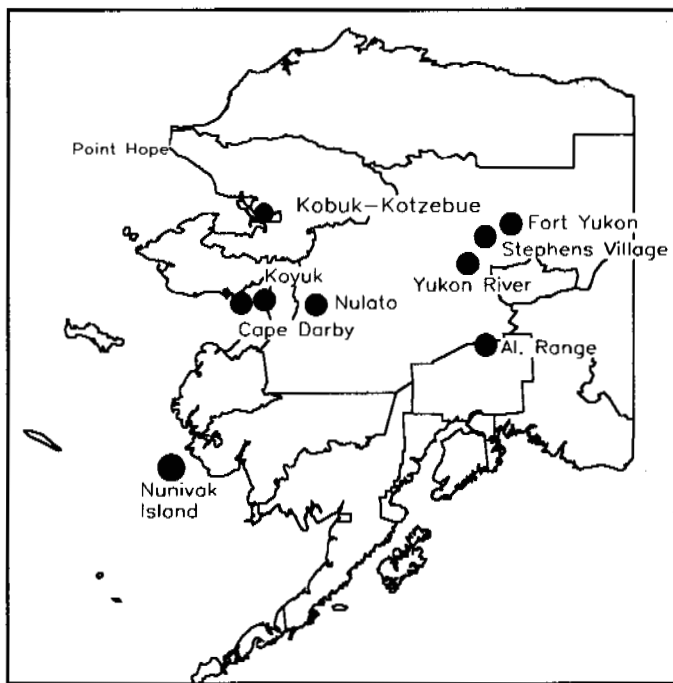 Point Hope
Kobuk-Kotzebue
Fort Yukon
Stephens Village
Yukon River
Koyuk
Nulato
Cape Darby
Al. Range
Nunivak
Island